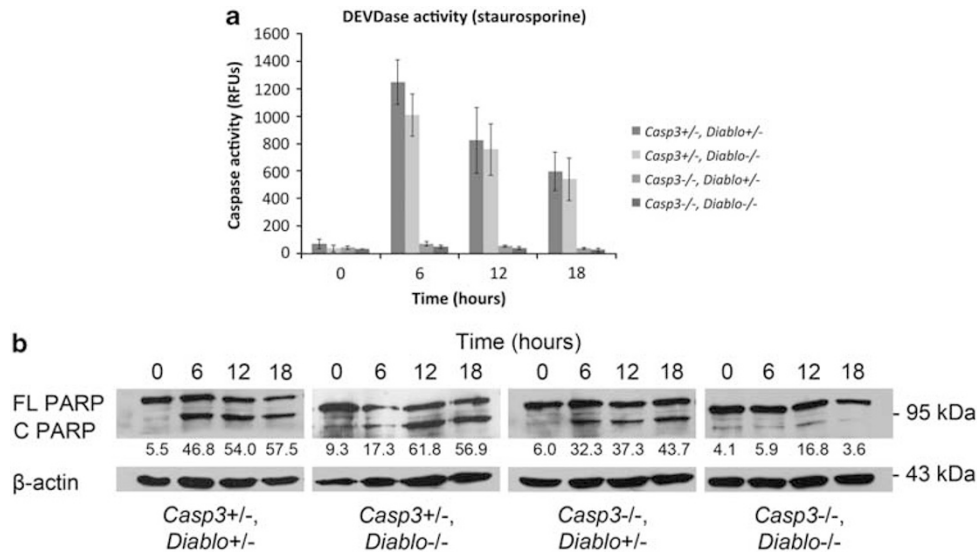 a
DEVDase activity (staurosporine)
Caspase activity (RFUs)
1600
1400
1200
1000
800
600
400
200
0
0 6 12 18
Time (hours)
Casp3+/-, Diablo+/-
Casp3+/-, Diablo-/-
Casp3-/-, Diablo+/-
Casp3-/-, Diablo-/-
b
Time (hours)
0 6 12 18 0 6 12 18 0 6 12 18 0 6 12 18
FL PARP
C PARP
- 95 kDa
5.5 46.8 54.0 57.5 9.3 17.3 61.8 56.9 6.0 32.3 37.3 43.7 4.1 5.9 16.8 3.6
β-actin
- 43 kDa
Casp3+/-, Casp3+/-, Casp3-/-, Casp3-/-,
Diablo+/- Diablo-/- Diablo+/- Diablo-/-